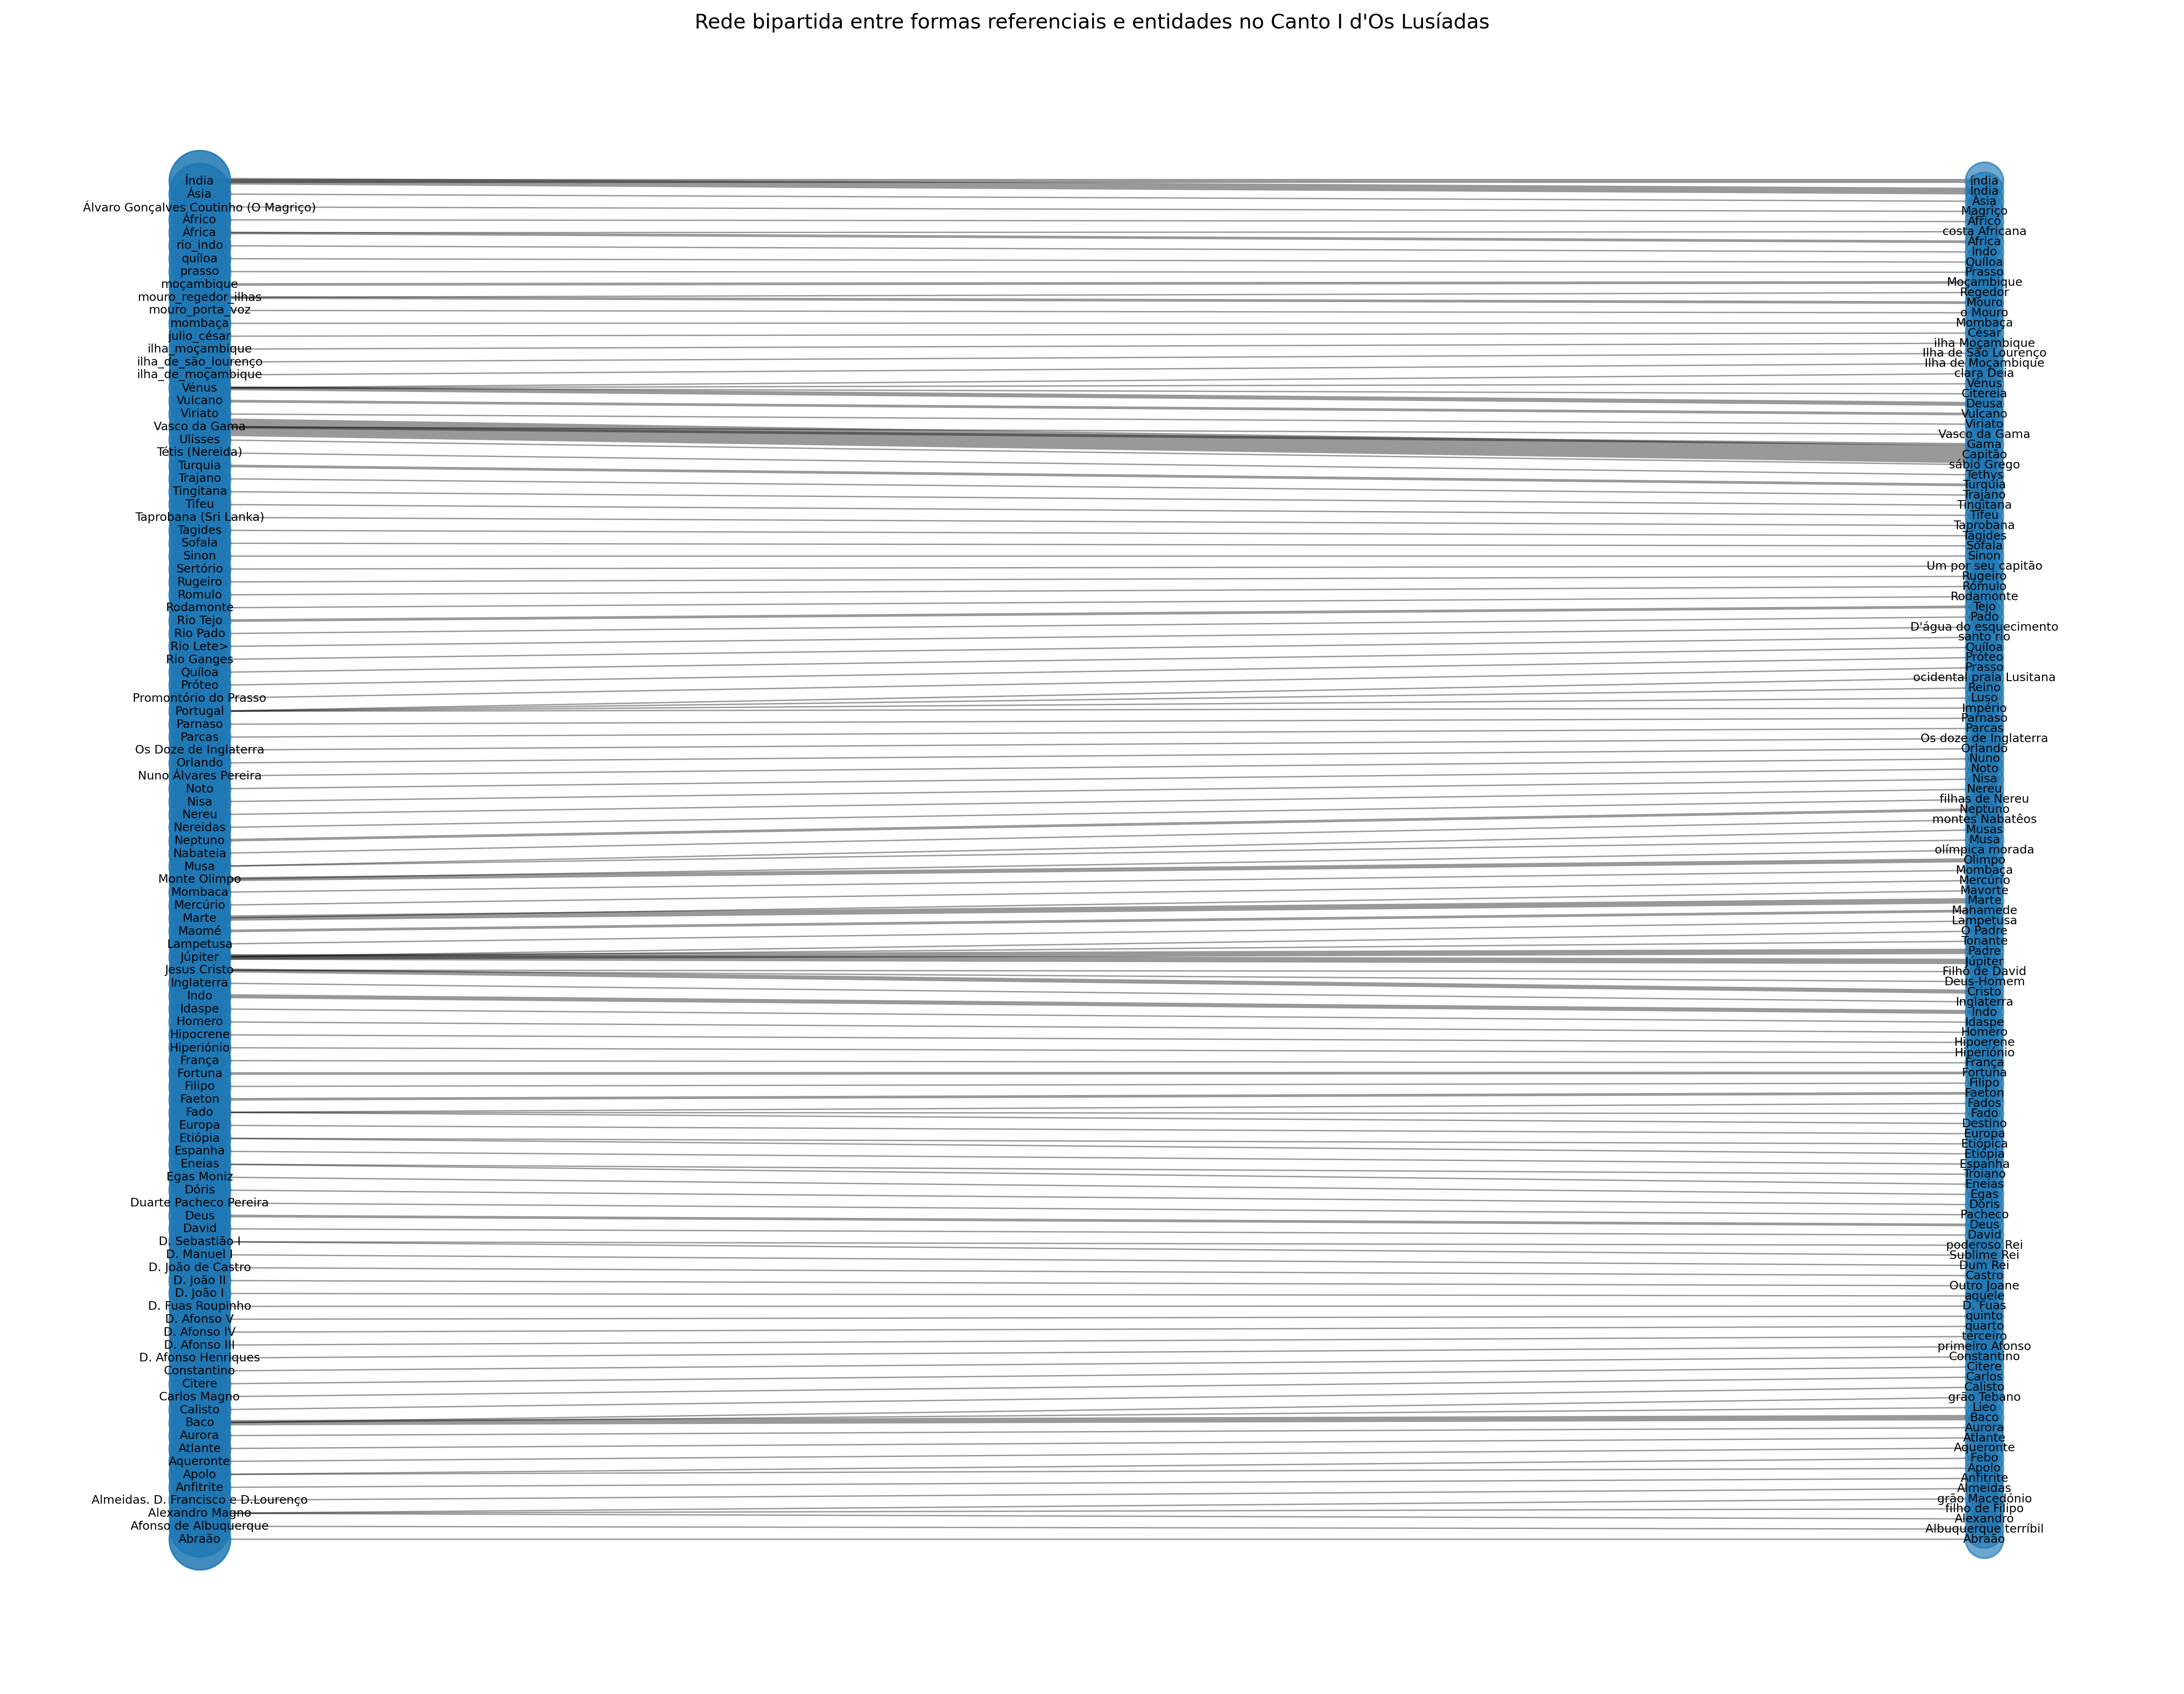 Rede bipartida entre formas referenciais e entidades no Canto I d'Os Lusíadas
Índia
Ásia
Álvaro Gonçalves Coutinho (O Magriço)
Áfrico
África
rio_indo
quíloa
prasso
moçambique
mouro_regedor_ilhas
mouro_porta_voz
mombaça
julio_césar
ilha_moçambique
ilha_de_são_lourenço
ilha_de_moçambique
Vénus
Vulcano
Viriato
Vasco da Gama
Ulisses
Tétis (Nereida)
Turquia
Trajano
Tingitana
Tifeu
Taprobana (Sri Lanka)
Tagides
Sofala
Sinon
Sertório
Rugeiro
Romulo
Rodamonte
Rio Tejo
Rio Pado
Rio Lete>
Rio Ganges
Quíloa
Próteo
Promontório do Prasso
Portugal
Parnaso
Parcas
Os Doze de Inglaterra
Orlando
Nuno Álvares Pereira
Noto
Nisa
Nereu
Nereidas
Neptuno
Nabateia
Musa
Monte Olimpo
Mombaca
Mercúrio
Marte
Maomé
Lampetusa
Júpiter
Jesus Cristo
Inglaterra
Indo
Idaspe
Homero
Hipocrene
Hiperiónio
França
Fortuna
Filipo
Faeton
Fado
Europa
Etiópia
Espanha
Eneias
Egas Moniz
Dóris
Duarte Pacheco Pereira
Deus
David
D. Sebastião I
D. Manuel I
D. João de Castro
D. João II
D. João I
D. Fuas Roupinho
D. Afonso V
D. Afonso IV
D. Afonso III
D. Afonso Henriques
Constantino
Citere
Carlos Magno
Calisto
Baco
Aurora
Atlante
Aqueronte
Apolo
Anfitrite
Almeidas. D. Francisco e D.Lourenço
Alexandro Magno
Afonso de Albuquerque
Abraão
Índia
Índia
Ásia
Magriço
Áfrico
costa Africana
África
Indo
Quíloa
Prasso
Moçambique
Regedor
Mouro
o Mouro
Mombaça
César
ilha Moçambique
Ilha de São Lourenço
Ilha de Moçambique
clara Deia
Vénus
Citereia
Deusa
Vulcano
Viriato
Vasco da Gama
Gama
Capitão
sábio Grego
Tethys
Turquia
Trajano
Tingitana
Tifeu
Taprobana
Tágides
Sofala
Sinon
Um por seu capitão
Rugeiro
Rómulo
Rodamonte
Tejo
Pado
D'água do esquecimento
santo rio
Quíloa
Próteo
Prasso
ocidental praia Lusitana
Reino
Luso
Império
Parnaso
Parcas
Os doze de Inglaterra
Orlando
Nuno
Noto
Nisa
Nereu
filhas de Nereu
Neptuno
montes Nabatêos
Musas
Musa
olímpica morada
Olimpo
Mombaça
Mercúrio
Mavorte
Marte
Mahamede
Lampetusa
O Padre
Tonante
Padre
Júpiter
Filho de David
Deus-Homem
Cristo
Inglaterra
Indo
Idaspe
Homero
Hipoerene
Hiperiónio
França
Fortuna
Filipo
Faeton
Fados
Fado
Destino
Europa
Etiópica
Etiópia
Espanha
Troiano
Eneias
Egas
Dóris
Pacheco
Deus
David
poderoso Rei
Sublime Rei
Dum Rei
Castro
Outro Joane
aquele
D. Fuas
quinto
quarto
terceiro
primeiro Afonso
Constantino
Citere
Carlos
Calisto
grão Tebano
Lieo
Baco
Aurora
Atlante
Aqueronte
Febo
Apolo
Anfitrite
Almeidas
grão Macedónio
filho de Filipo
Alexandro
Albuquerque terríbil
Abraão